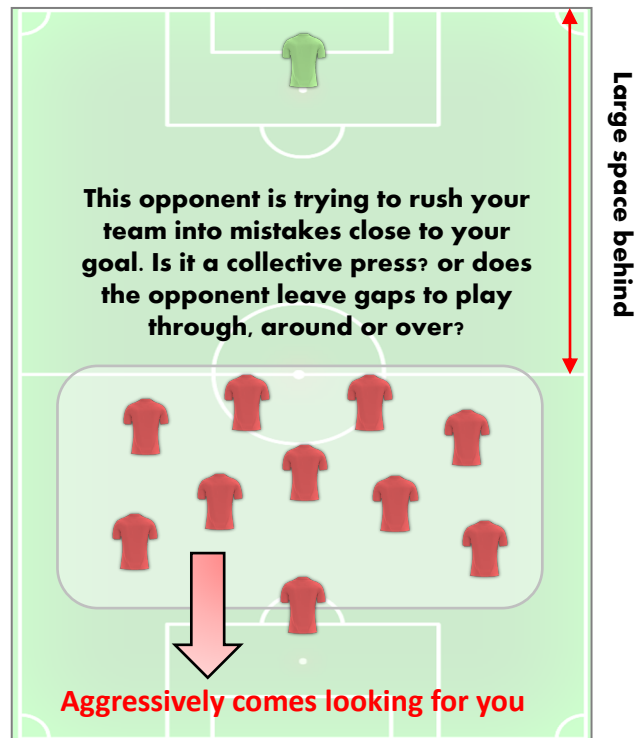 This opponent is trying to rush your
team into mistakes close to your
goal. Is it a collective press? or does
the opponent leave gaps to play
through, around or over?
Large space behind
Aggressively comes looking for you